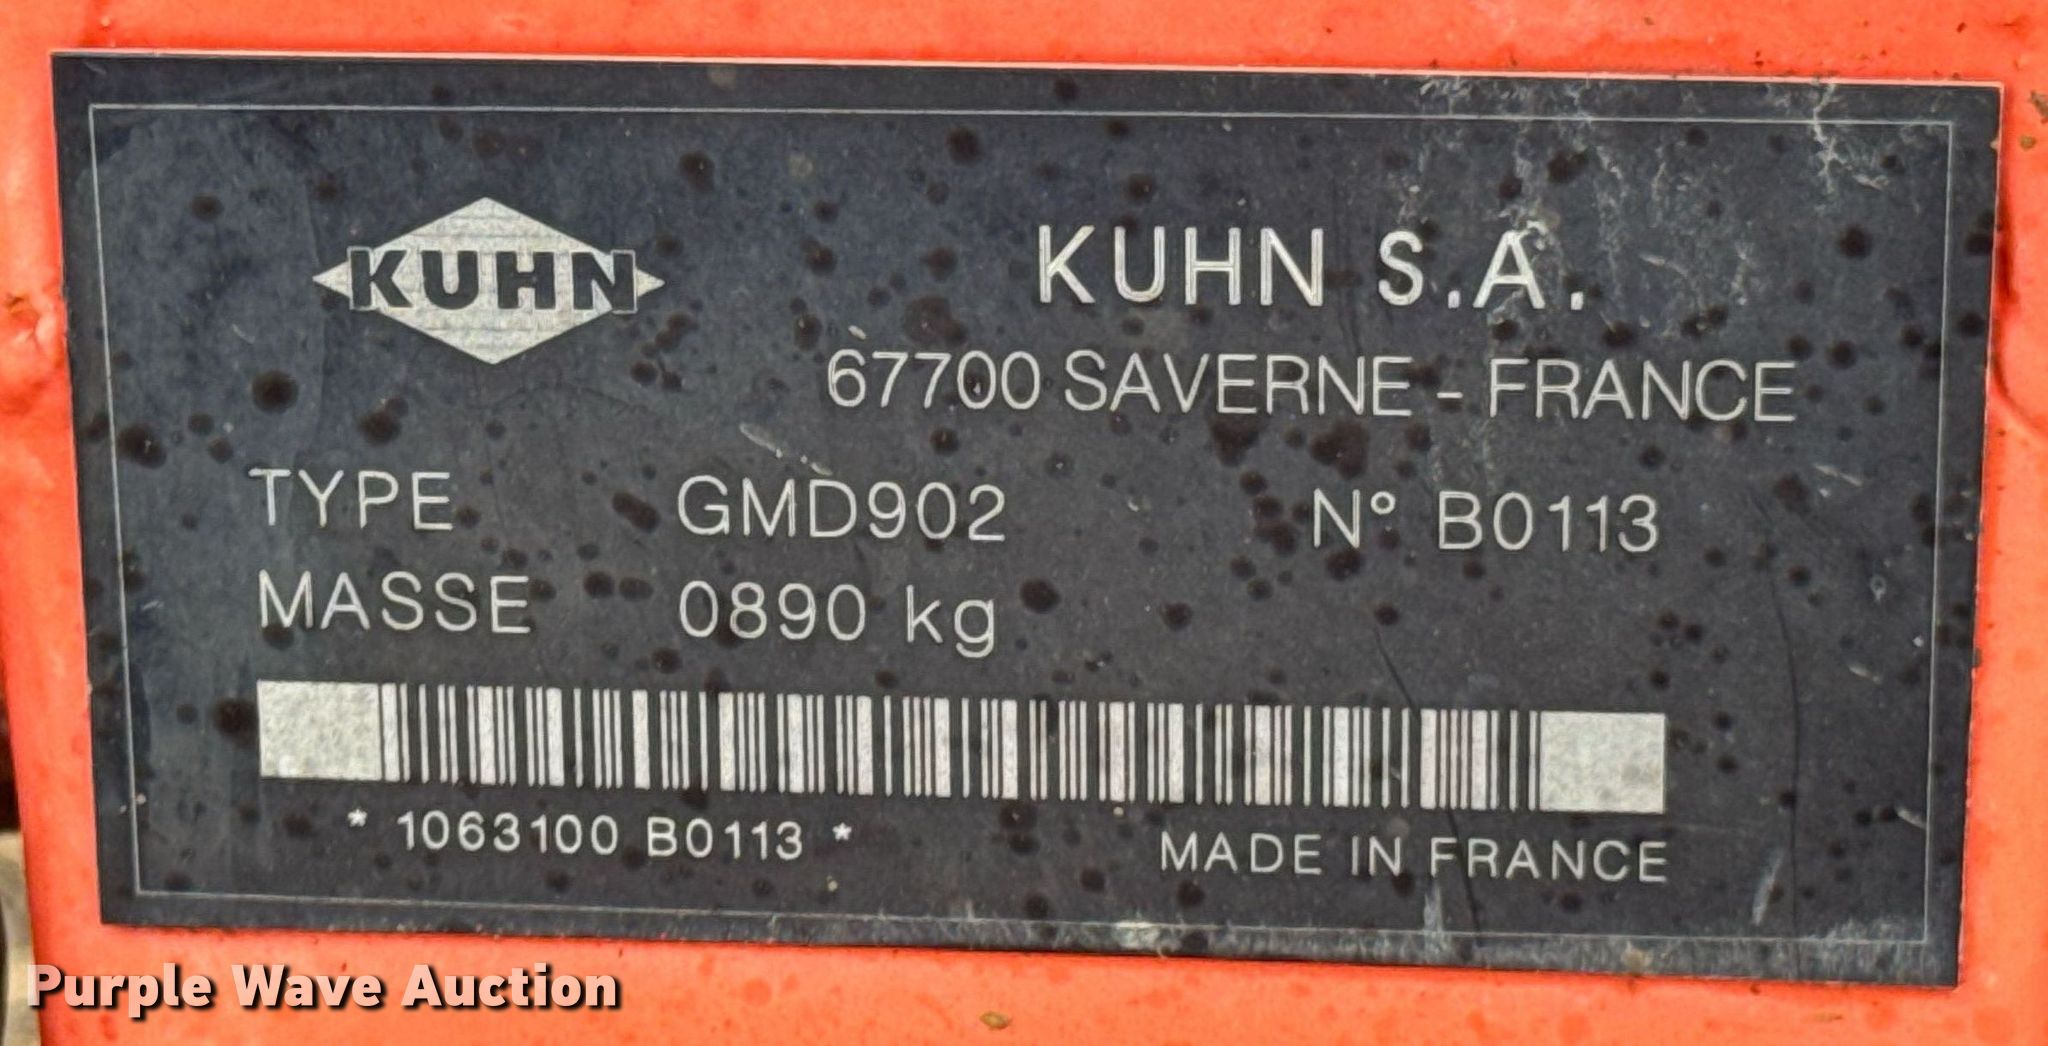 KUHN
KUHN S.A.
67700 SAVERNE - FRANCE
TYPE GMD902 N° B0113
MASSE 0890 kg
* 1063100 B0113 *
MADE IN FRANCE
Purple Wave Auction